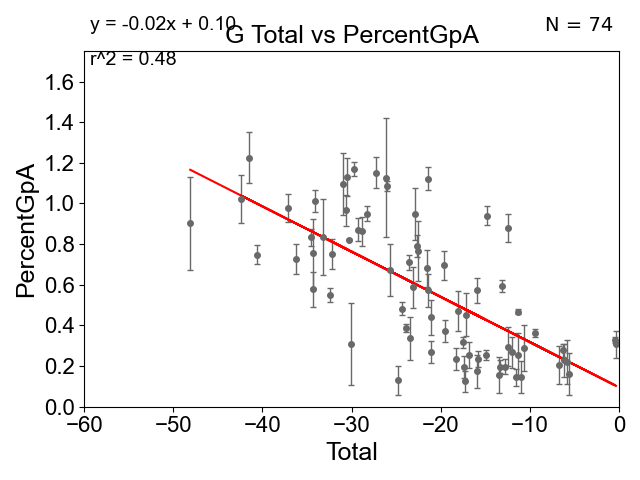 y = -0.02x + 0.10
G Total vs PercentGpA
N = 74
r^2 = 0.48
PercentGpA
1.6
1.4
1.2
1.0
0.8
0.6
0.4
0.2
0.0
−60 −50 −40 −30 −20 −10 0
Total